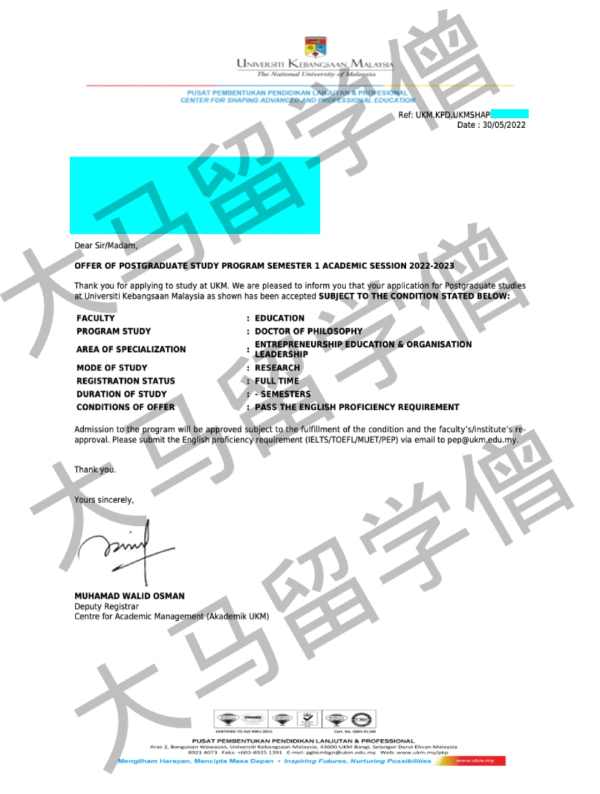 UNIVERSITI KEBANGSAAN MALAYSIA
The National University of Malaysia
PUSAT PEMBENTUKAN PENDIDIKAN LANJUTAN & PROFESIONAL
CENTER FOR SHAPING ADVANCED AND PROFESSIONAL EDUCATION
Ref: UKM.KPD.UKMSHAP
Date : 30/05/2022
Dear Sir/Madam,
OFFER OF POSTGRADUATE STUDY PROGRAM SEMESTER 1 ACADEMIC SESSION 2022-2023
Thank you for applying to study at UKM. We are pleased to inform you that your application for Postgraduate studies
at Universiti Kebangsaan Malaysia as shown has been accepted SUBJECT TO THE CONDITION STATED BELOW:
FACULTY : EDUCATION
PROGRAM STUDY : DOCTOR OF PHILOSOPHY
AREA OF SPECIALIZATION : ENTREPRENEURSHIP EDUCATION & ORGANISATION
LEADERSHIP
MODE OF STUDY : RESEARCH
REGISTRATION STATUS : FULL TIME
DURATION OF STUDY : - SEMESTERS
CONDITIONS OF OFFER : PASS THE ENGLISH PROFICIENCY REQUIREMENT
Admission to the program will be approved subject to the fulfillment of the condition and the faculty's/institute's re-
approval. Please submit the English proficiency requirement (IELTS/TOEFL/MUET/PEP) via email to pep@ukm.edu.my.
Thank you.
Yours sincerely,
MUHAMAD WALID OSMAN
Deputy Registrar
Centre for Academic Management (Akademik UKM)
PUSAT PEMBENTUKAN PENDIDIKAN LANJUTAN & PROFESSIONAL
Aras 2, Bangunan Wawasan, Universiti Kebangsaan Malaysia, 43600 UKM Bangi, Selangor Darul Ehsan Malaysia
Mengilham Harapan, Mencipta Masa Depan • Inspiring Futures, Nurturing Possibilities
www.ukm.my
大马留学僧
大马留学僧
大马留学僧